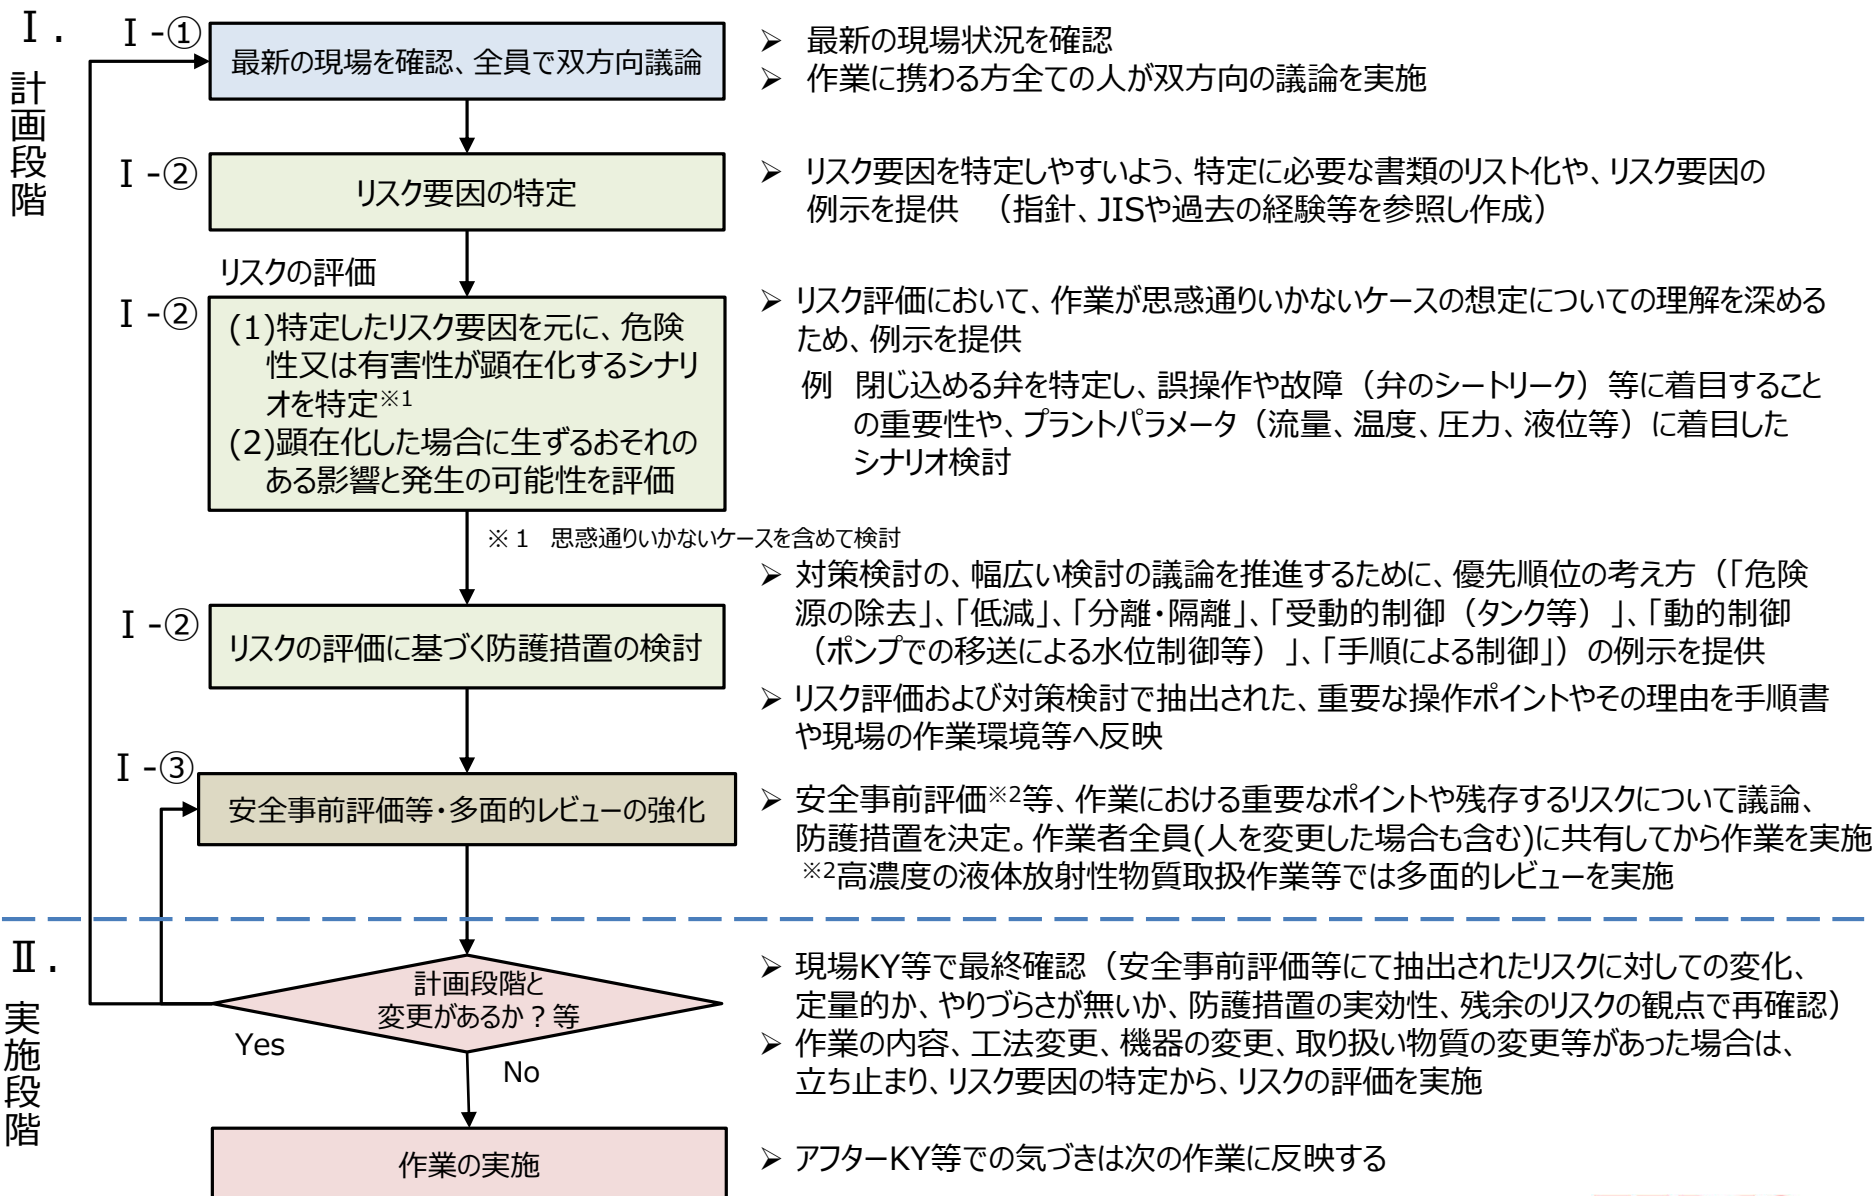 Ⅰ.
計画段階
Ⅰ-①
最新の現場を確認、全員で双方向議論
➢ 最新の現場状況を確認
➢ 作業に携わる方全ての人が双方向の議論を実施
Ⅰ-②
リスク要因の特定
➢ リスク要因を特定しやすいよう、特定に必要な書類のリスト化や、リスク要因の
例示を提供 （指針、JISや過去の経験等を参照し作成）
リスクの評価
Ⅰ-②
(1)特定したリスク要因を元に、危険
性又は有害性が顕在化するシナリ
オを特定※1
(2)顕在化した場合に生ずるおそれの
ある影響と発生の可能性を評価
➢ リスク評価において、作業が思惑通りいかないケースの想定についての理解を深める
ため、例示を提供
例 閉じ込める弁を特定し、誤操作や故障（弁のシートリーク）等に着目すること
の重要性や、プラントパラメータ（流量、温度、圧力、液位等）に着目した
シナリオ検討
※１ 思惑通りいかないケースを含めて検討
Ⅰ-②
リスクの評価に基づく防護措置の検討
➢ 対策検討の、幅広い検討の議論を推進するために、優先順位の考え方（「危険
源の除去」、「低減」、「分離・隔離」、「受動的制御（タンク等）」、「動的制御
（ポンプでの移送による水位制御等）」、「手順による制御」）の例示を提供
➢ リスク評価および対策検討で抽出された、重要な操作ポイントやその理由を手順書
や現場の作業環境等へ反映
Ⅰ-③
安全事前評価等・多面的レビューの強化
➢ 安全事前評価※2等、作業における重要なポイントや残存するリスクについて議論、
防護措置を決定。作業者全員(人を変更した場合も含む)に共有してから作業を実施
※2高濃度の液体放射性物質取扱作業等では多面的レビューを実施
Ⅱ.
実施段階
計画段階と
変更があるか？等
Yes
No
➢ 現場KY等で最終確認（安全事前評価等にて抽出されたリスクに対しての変化、
定量的か、やりづらさが無いか、防護措置の実効性、残余のリスクの観点で再確認）
➢ 作業の内容、工法変更、機器の変更、取り扱い物質の変更等があった場合は、
立ち止まり、リスク要因の特定から、リスクの評価を実施
作業の実施
➢ アフターKY等での気づきは次の作業に反映する